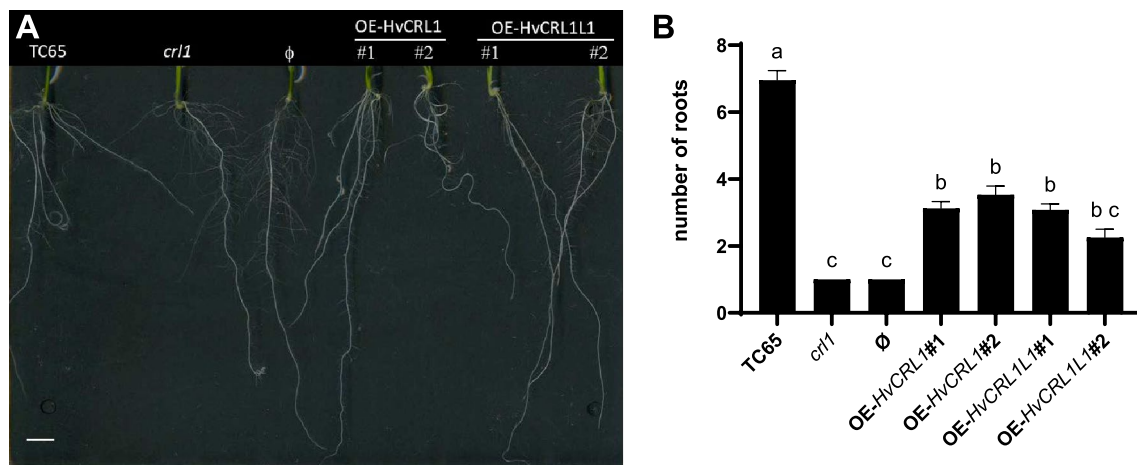 A
OE-HvCRL1 OE-HvCRL1L1
TC65 crl1 ϕ #1 #2 #1 #2
B
number of roots
8
6
4
2
0
a
c
c
b
b
b
b c
TC65
crl1
Ø
OE-HvCRL1#1
OE-HvCRL1#2
OE-HvCRL1L1#1
OE-HvCRL1L1#2